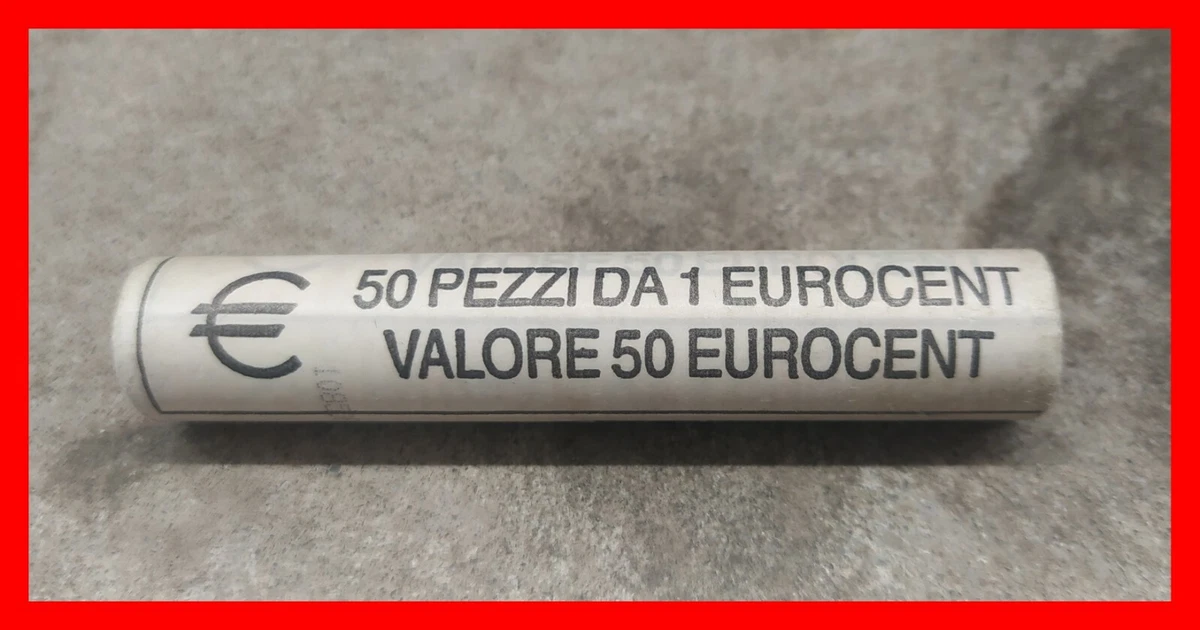 € 50 PEZZI DA 1 EUROCENT
VALORE 50 EUROCENT